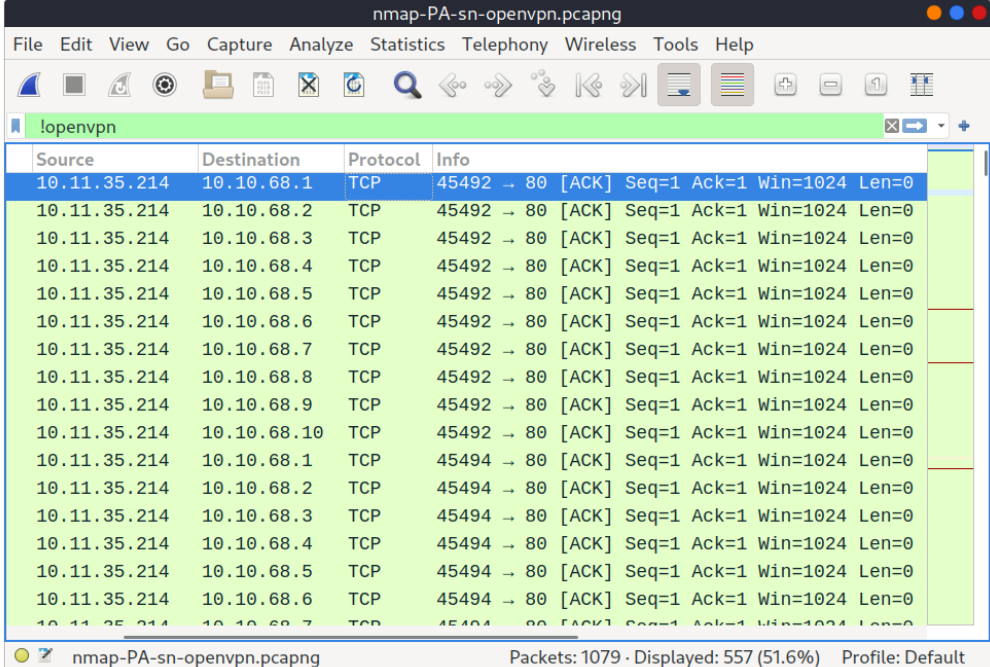 nmap-PA-sn-openvpn.pcapng
File Edit View Go Capture Analyze Statistics Telephony Wireless Tools Help
!openvpn
Source Destination Protocol Info
10.11.35.214 10.10.68.1 TCP 45492 → 80 [ACK] Seq=1 Ack=1 Win=1024 Len=0
10.11.35.214 10.10.68.2 TCP 45492 → 80 [ACK] Seq=1 Ack=1 Win=1024 Len=0
10.11.35.214 10.10.68.3 TCP 45492 → 80 [ACK] Seq=1 Ack=1 Win=1024 Len=0
10.11.35.214 10.10.68.4 TCP 45492 → 80 [ACK] Seq=1 Ack=1 Win=1024 Len=0
10.11.35.214 10.10.68.5 TCP 45492 → 80 [ACK] Seq=1 Ack=1 Win=1024 Len=0
10.11.35.214 10.10.68.6 TCP 45492 → 80 [ACK] Seq=1 Ack=1 Win=1024 Len=0
10.11.35.214 10.10.68.7 TCP 45492 → 80 [ACK] Seq=1 Ack=1 Win=1024 Len=0
10.11.35.214 10.10.68.8 TCP 45492 → 80 [ACK] Seq=1 Ack=1 Win=1024 Len=0
10.11.35.214 10.10.68.9 TCP 45492 → 80 [ACK] Seq=1 Ack=1 Win=1024 Len=0
10.11.35.214 10.10.68.10 TCP 45492 → 80 [ACK] Seq=1 Ack=1 Win=1024 Len=0
10.11.35.214 10.10.68.1 TCP 45494 → 80 [ACK] Seq=1 Ack=1 Win=1024 Len=0
10.11.35.214 10.10.68.2 TCP 45494 → 80 [ACK] Seq=1 Ack=1 Win=1024 Len=0
10.11.35.214 10.10.68.3 TCP 45494 → 80 [ACK] Seq=1 Ack=1 Win=1024 Len=0
10.11.35.214 10.10.68.4 TCP 45494 → 80 [ACK] Seq=1 Ack=1 Win=1024 Len=0
10.11.35.214 10.10.68.5 TCP 45494 → 80 [ACK] Seq=1 Ack=1 Win=1024 Len=0
10.11.35.214 10.10.68.6 TCP 45494 → 80 [ACK] Seq=1 Ack=1 Win=1024 Len=0
nmap-PA-sn-openvpn.pcapng Packets: 1079 · Displayed: 557 (51.6%) Profile: Default